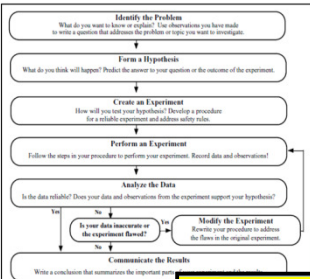 Identify the Problem
What do you want to know or explain? Use observations you have made
to write a question that addresses the problem or topic you want to investigate.
Form a Hypothesis
What do you think will happen? Predict the answer to your question or the outcome of the experiment.
Create an Experiment
How will you test your hypothesis? Develop a procedure
for a reliable experiment and address safety rules.
Perform an Experiment
Follow the steps in your procedure to perform your experiment. Record data and observations!
Analyze the Data
Is the data reliable? Does your data and observations from the experiment support your hypothesis?
Yes
No
Is your data inaccurate or
the experiment flawed?
Yes
Modify the Experiment
Rewrite your procedure to address
the flaws in the original experiment.
No
Communicate the Results
Write a conclusion that summarizes the important parts